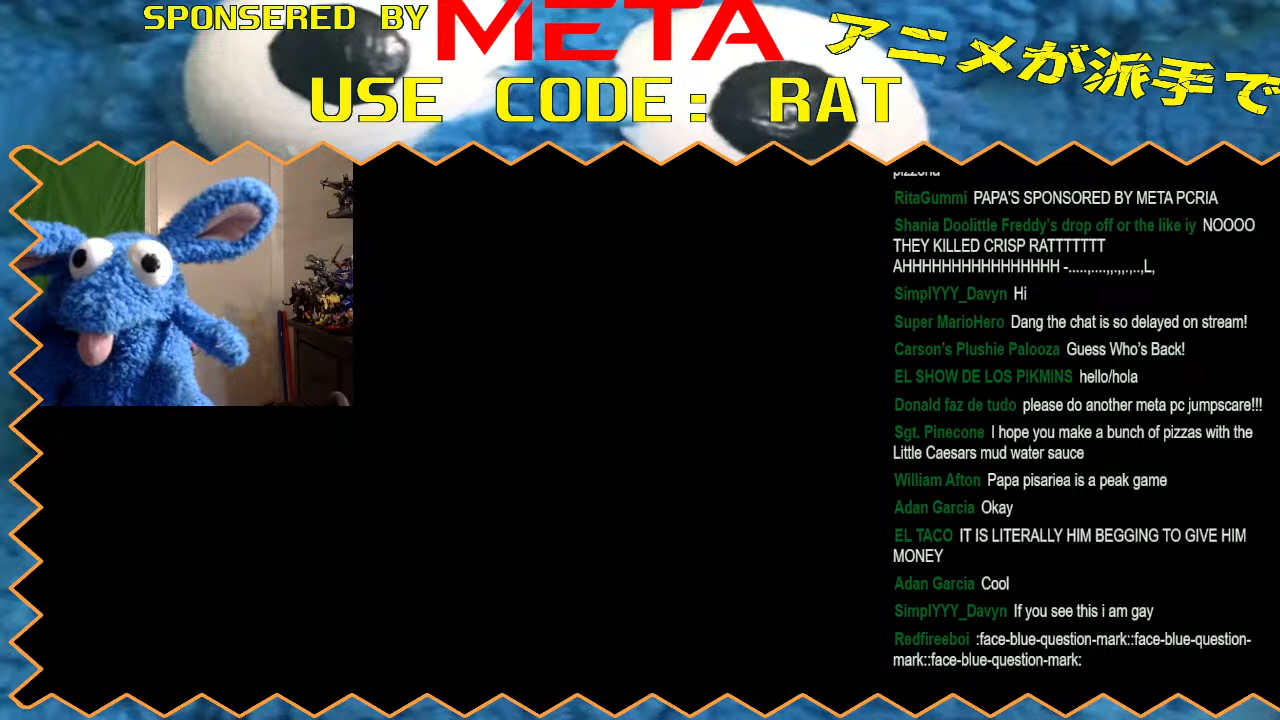 SPONSERED BY META
アニメが派手で
USE CODE: RAT
pizzeria
RitaGummi PAPA'S SPONSORED BY META PCRIA
Shania Doolittle Freddy's drop off or the like iy NOOOO
THEY KILLED CRISP RATTTTTTT
AHHHHHHHHHHHHHHHH -.....,....,,.,,.,..,L,
SimplYYY_Davyn Hi
Super MarioHero Dang the chat is so delayed on stream!
Carson's Plushie Palooza Guess Who's Back!
EL SHOW DE LOS PIKMINS hello/hola
Donald faz de tudo please do another meta pc jumpscare!!!
Sgt. Pinecone I hope you make a bunch of pizzas with the
Little Caesars mud water sauce
William Afton Papa pisariea is a peak game
Adan Garcia Okay
EL TACO IT IS LITERALLY HIM BEGGING TO GIVE HIM
MONEY
Adan Garcia Cool
SimplYYY_Davyn If you see this i am gay
Redfireeboi :face-blue-question-mark::face-blue-question-
mark::face-blue-question-mark: